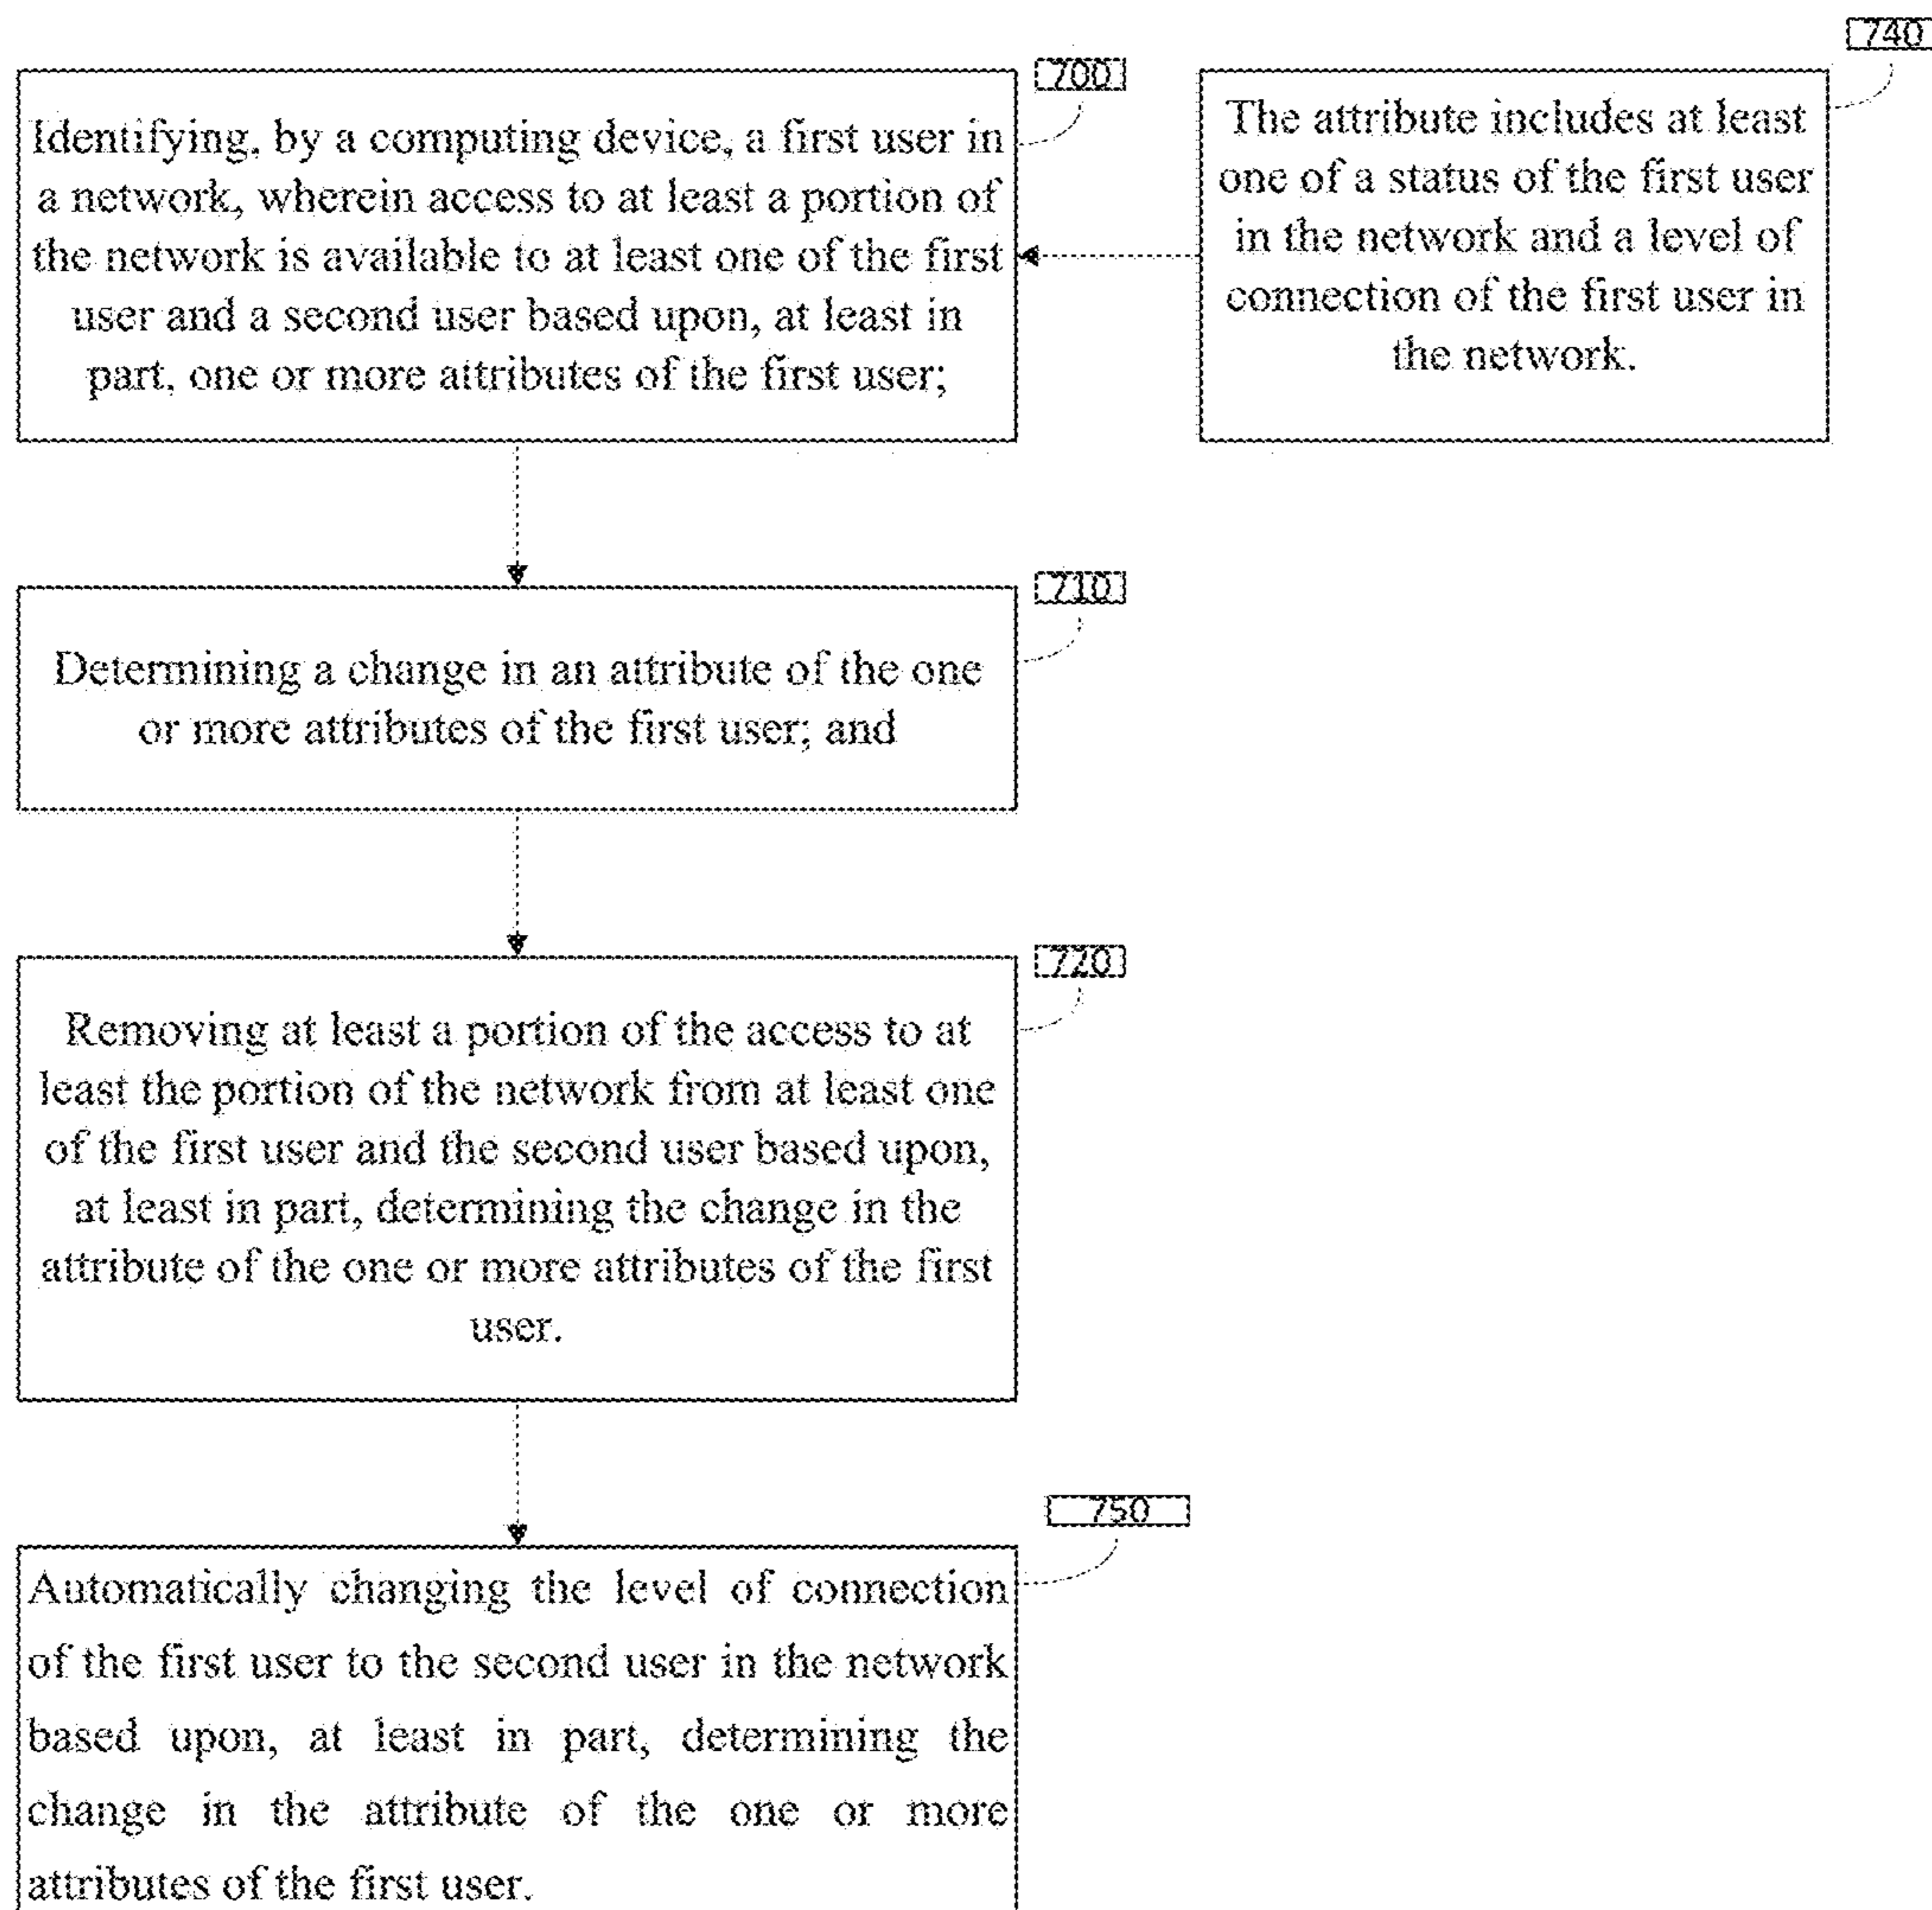 740
700
Identifying, by a computing device, a first user in
a network, wherein access to at least a portion of
the network is available to at least one of the first
user and a second user based upon, at least in
part, one or more attributes of the first user;
The attribute includes at least
one of a status of the first user
in the network and a level of
connection of the first user in
the network.
710
Determining a change in an attribute of the one
or more attributes of the first user; and
720
Removing at least a portion of the access to at
least the portion of the network from at least one
of the first user and the second user based upon,
at least in part, determining the change in the
attribute of the one or more attributes of the first
user.
750
Automatically changing the level of connection
of the first user to the second user in the network
based upon, at least in part, determining the
change in the attribute of the one or more
attributes of the first user.